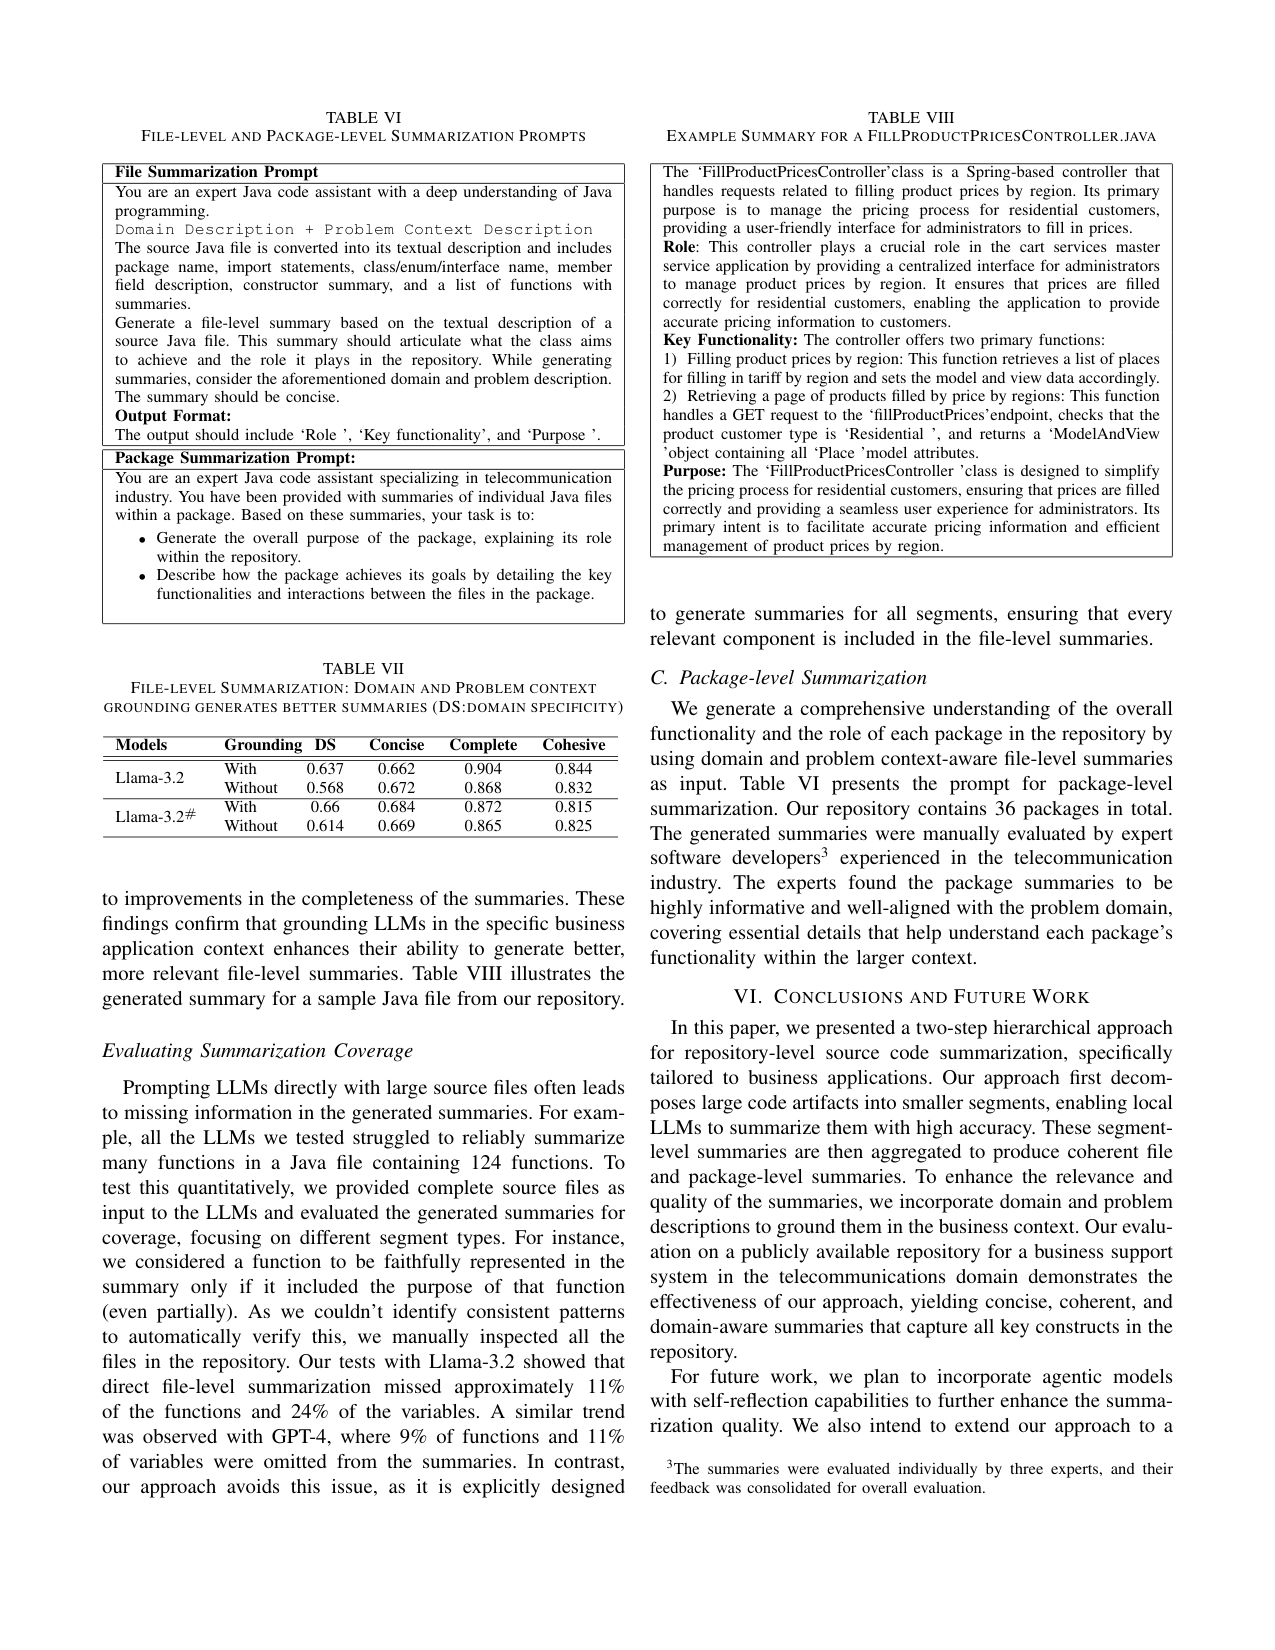 TABLE VI
FILE-LEVEL AND PACKAGE-LEVEL SUMMARIZATION PROMPTS
File Summarization Prompt
You are an expert Java code assistant with a deep understanding of Java
programming.
Domain Description + Problem Context Description
The source Java file is converted into its textual description and includes
package name, import statements, class/enum/interface name, member
field description, constructor summary, and a list of functions with
summaries.
Generate a file-level summary based on the textual description of a
source Java file. This summary should articulate what the class aims
to achieve and the role it plays in the repository. While generating
summaries, consider the aforementioned domain and problem description.
The summary should be concise.
Output Format:
The output should include ‘Role ’, ‘Key functionality’, and ‘Purpose ’.
Package Summarization Prompt:
You are an expert Java code assistant specializing in telecommunication
industry. You have been provided with summaries of individual Java files
within a package. Based on these summaries, your task is to:
• Generate the overall purpose of the package, explaining its role
within the repository.
• Describe how the package achieves its goals by detailing the key
functionalities and interactions between the files in the package.
TABLE VII
FILE-LEVEL SUMMARIZATION: DOMAIN AND PROBLEM CONTEXT
GROUNDING GENERATES BETTER SUMMARIES (DS:DOMAIN SPECIFICITY)
Models Grounding DS Concise Complete Cohesive
Llama-3.2 With 0.637 0.662 0.904 0.844
Without 0.568 0.672 0.868 0.832
Llama-3.2# With 0.66 0.684 0.872 0.815
Without 0.614 0.669 0.865 0.825
to improvements in the completeness of the summaries. These
findings confirm that grounding LLMs in the specific business
application context enhances their ability to generate better,
more relevant file-level summaries. Table VIII illustrates the
generated summary for a sample Java file from our repository.
Evaluating Summarization Coverage
Prompting LLMs directly with large source files often leads
to missing information in the generated summaries. For exam-
ple, all the LLMs we tested struggled to reliably summarize
many functions in a Java file containing 124 functions. To
test this quantitatively, we provided complete source files as
input to the LLMs and evaluated the generated summaries for
coverage, focusing on different segment types. For instance,
we considered a function to be faithfully represented in the
summary only if it included the purpose of that function
(even partially). As we couldn’t identify consistent patterns
to automatically verify this, we manually inspected all the
files in the repository. Our tests with Llama-3.2 showed that
direct file-level summarization missed approximately 11%
of the functions and 24% of the variables. A similar trend
was observed with GPT-4, where 9% of functions and 11%
of variables were omitted from the summaries. In contrast,
our approach avoids this issue, as it is explicitly designed
TABLE VIII
EXAMPLE SUMMARY FOR A FILLPRODUCTPRICESCONTROLLER.JAVA
The ‘FillProductPricesController’class is a Spring-based controller that
handles requests related to filling product prices by region. Its primary
purpose is to manage the pricing process for residential customers,
providing a user-friendly interface for administrators to fill in prices.
Role: This controller plays a crucial role in the cart services master
service application by providing a centralized interface for administrators
to manage product prices by region. It ensures that prices are filled
correctly for residential customers, enabling the application to provide
accurate pricing information to customers.
Key Functionality: The controller offers two primary functions:
1) Filling product prices by region: This function retrieves a list of places
for filling in tariff by region and sets the model and view data accordingly.
2) Retrieving a page of products filled by price by regions: This function
handles a GET request to the ‘fillProductPrices’endpoint, checks that the
product customer type is ‘Residential ’, and returns a ‘ModelAndView
’object containing all ‘Place ’model attributes.
Purpose: The ‘FillProductPricesController ’class is designed to simplify
the pricing process for residential customers, ensuring that prices are filled
correctly and providing a seamless user experience for administrators. Its
primary intent is to facilitate accurate pricing information and efficient
management of product prices by region.
to generate summaries for all segments, ensuring that every
relevant component is included in the file-level summaries.
C. Package-level Summarization
We generate a comprehensive understanding of the overall
functionality and the role of each package in the repository by
using domain and problem context-aware file-level summaries
as input. Table VI presents the prompt for package-level
summarization. Our repository contains 36 packages in total.
The generated summaries were manually evaluated by expert
software developers3 experienced in the telecommunication
industry. The experts found the package summaries to be
highly informative and well-aligned with the problem domain,
covering essential details that help understand each package’s
functionality within the larger context.
VI. CONCLUSIONS AND FUTURE WORK
In this paper, we presented a two-step hierarchical approach
for repository-level source code summarization, specifically
tailored to business applications. Our approach first decom-
poses large code artifacts into smaller segments, enabling local
LLMs to summarize them with high accuracy. These segment-
level summaries are then aggregated to produce coherent file
and package-level summaries. To enhance the relevance and
quality of the summaries, we incorporate domain and problem
descriptions to ground them in the business context. Our evalu-
ation on a publicly available repository for a business support
system in the telecommunications domain demonstrates the
effectiveness of our approach, yielding concise, coherent, and
domain-aware summaries that capture all key constructs in the
repository.
For future work, we plan to incorporate agentic models
with self-reflection capabilities to further enhance the summa-
rization quality. We also intend to extend our approach to a
3The summaries were evaluated individually by three experts, and their
feedback was consolidated for overall evaluation.